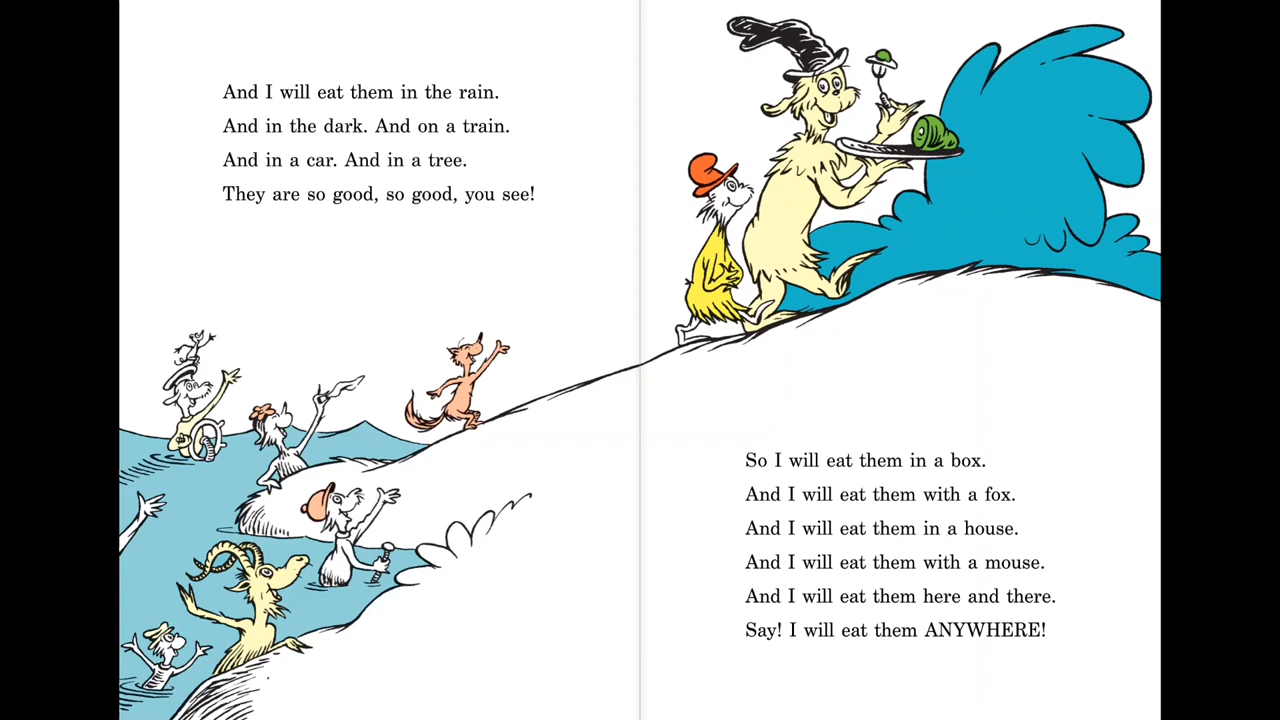 And I will eat them in the rain.
And in the dark. And on a train.
And in a car. And in a tree.
They are so good, so good, you see!
So I will eat them in a box.
And I will eat them with a fox.
And I will eat them in a house.
And I will eat them with a mouse.
And I will eat them here and there.
Say! I will eat them ANYWHERE!